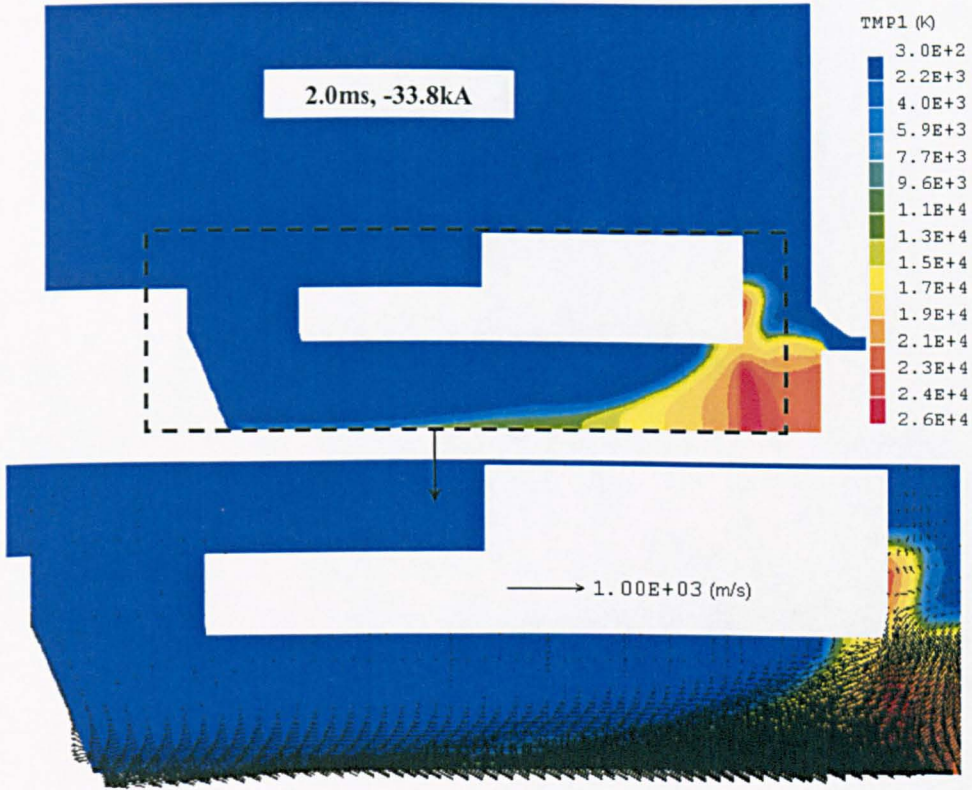 TMP1 (K)
3.0E+2
2.2E+3
4.0E+3
5.9E+3
7.7E+3
9.6E+3
1.1E+4
1.3E+4
1.5E+4
1.7E+4
1.9E+4
2.1E+4
2.3E+4
2.4E+4
2.6E+4
2.0ms, -33.8kA
1.00E+03 (m/s)